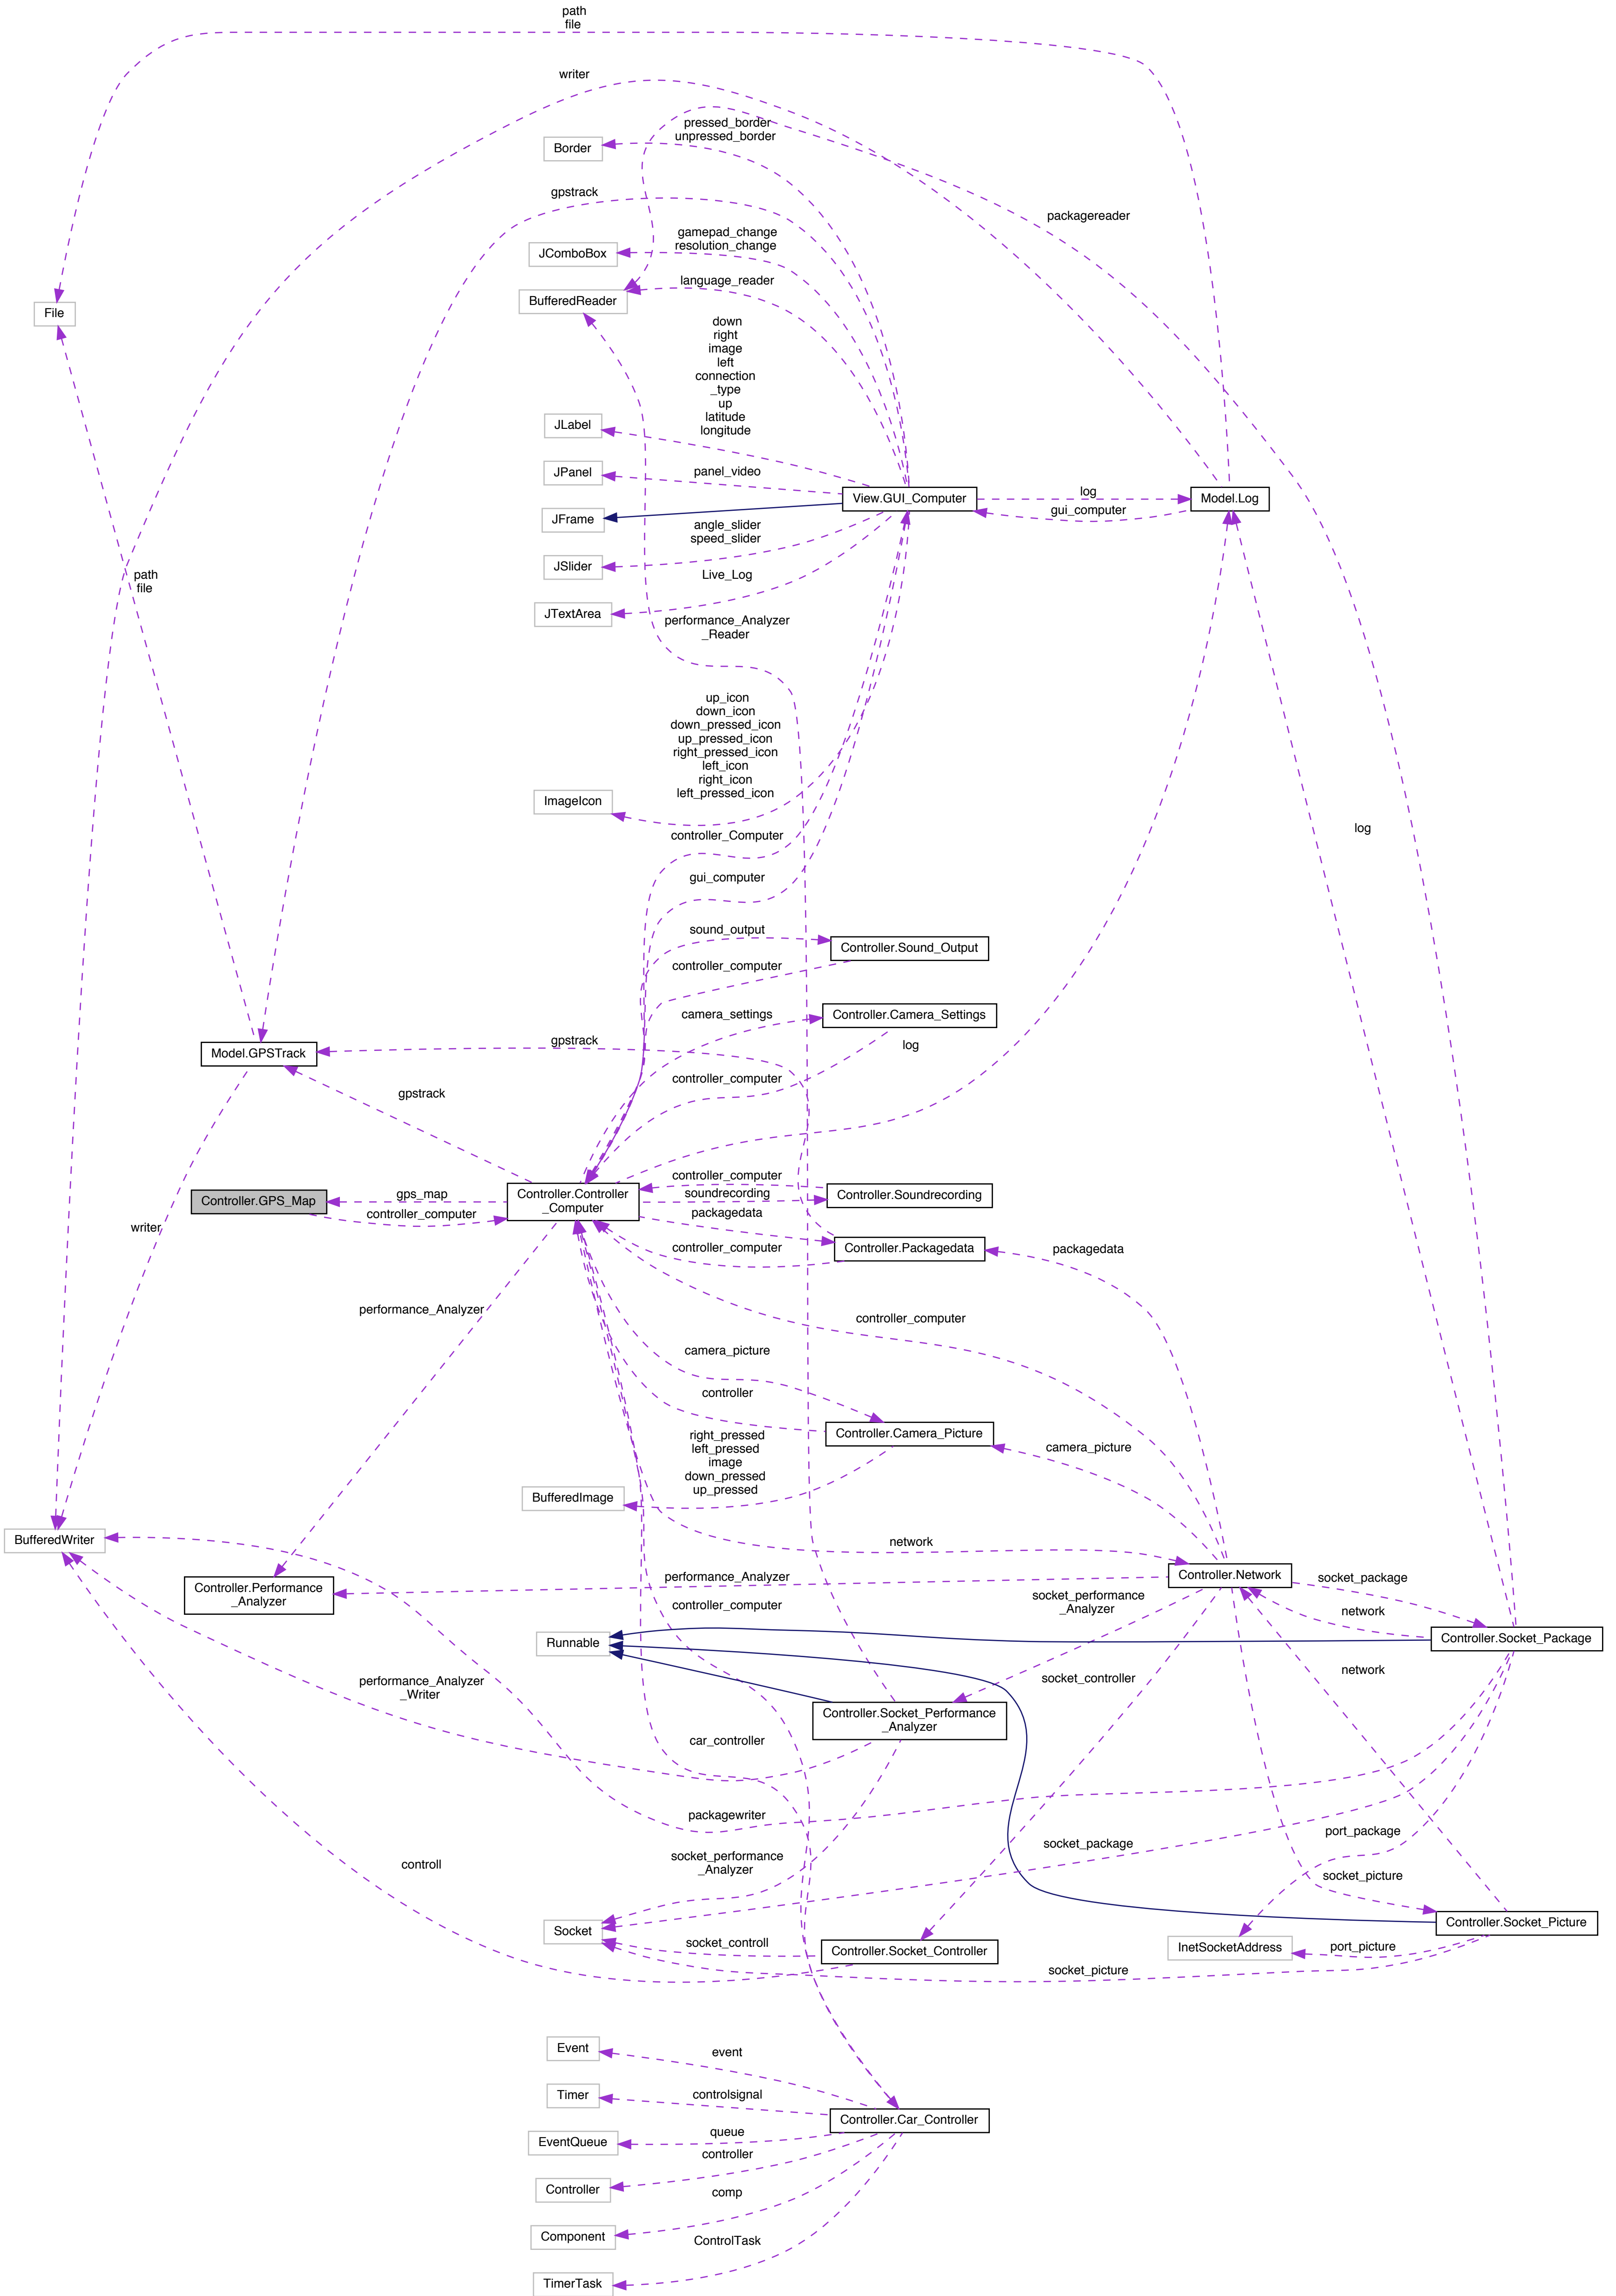 path
file
writer
pressed_border
unpressed_border
Border
gpstrack
packagereader
gamepad_change
resolution_change
JComboBox
language_reader
BufferedReader
File
down
right
image
left
connection
_type
up
latitude
longitude
JLabel
panel_video
JPanel
View.GUI_Computer
log
Model.Log
gui_computer
JFrame
angle_slider
speed_slider
JSlider
Live_Log
JTextArea
path
file
performance_Analyzer
_Reader
up_icon
down_icon
down_pressed_icon
up_pressed_icon
right_pressed_icon
left_icon
right_icon
left_pressed_icon
ImageIcon
log
controller_Computer
gui_computer
sound_output
Controller.Sound_Output
controller_computer
camera_settings
Controller.Camera_Settings
gpstrack
log
Model.GPSTrack
controller_computer
gpstrack
controller_computer
Controller.GPS_Map
gps_map
Controller.Controller
_Computer
soundrecording
Controller.Soundrecording
controller_computer
packagedata
writer
controller_computer
Controller.Packagedata
packagedata
performance_Analyzer
controller_computer
camera_picture
controller
Controller.Camera_Picture
camera_picture
right_pressed
left_pressed
image
down_pressed
up_pressed
BufferedImage
BufferedWriter
network
Controller.Network
performance_Analyzer
socket_package
Controller.Performance
_Analyzer
controller_computer
socket_performance
_Analyzer
network
Runnable
Controller.Socket_Package
socket_controller
network
performance_Analyzer
_Writer
Controller.Socket_Performance
_Analyzer
car_controller
packagewriter
port_package
socket_package
controll
socket_performance
_Analyzer
socket_picture
Socket
socket_controll
Controller.Socket_Controller
InetSocketAddress
port_picture
Controller.Socket_Picture
socket_picture
Event
event
Timer
controlsignal
Controller.Car_Controller
EventQueue
queue
controller
Controller
comp
Component
ControlTask
TimerTask